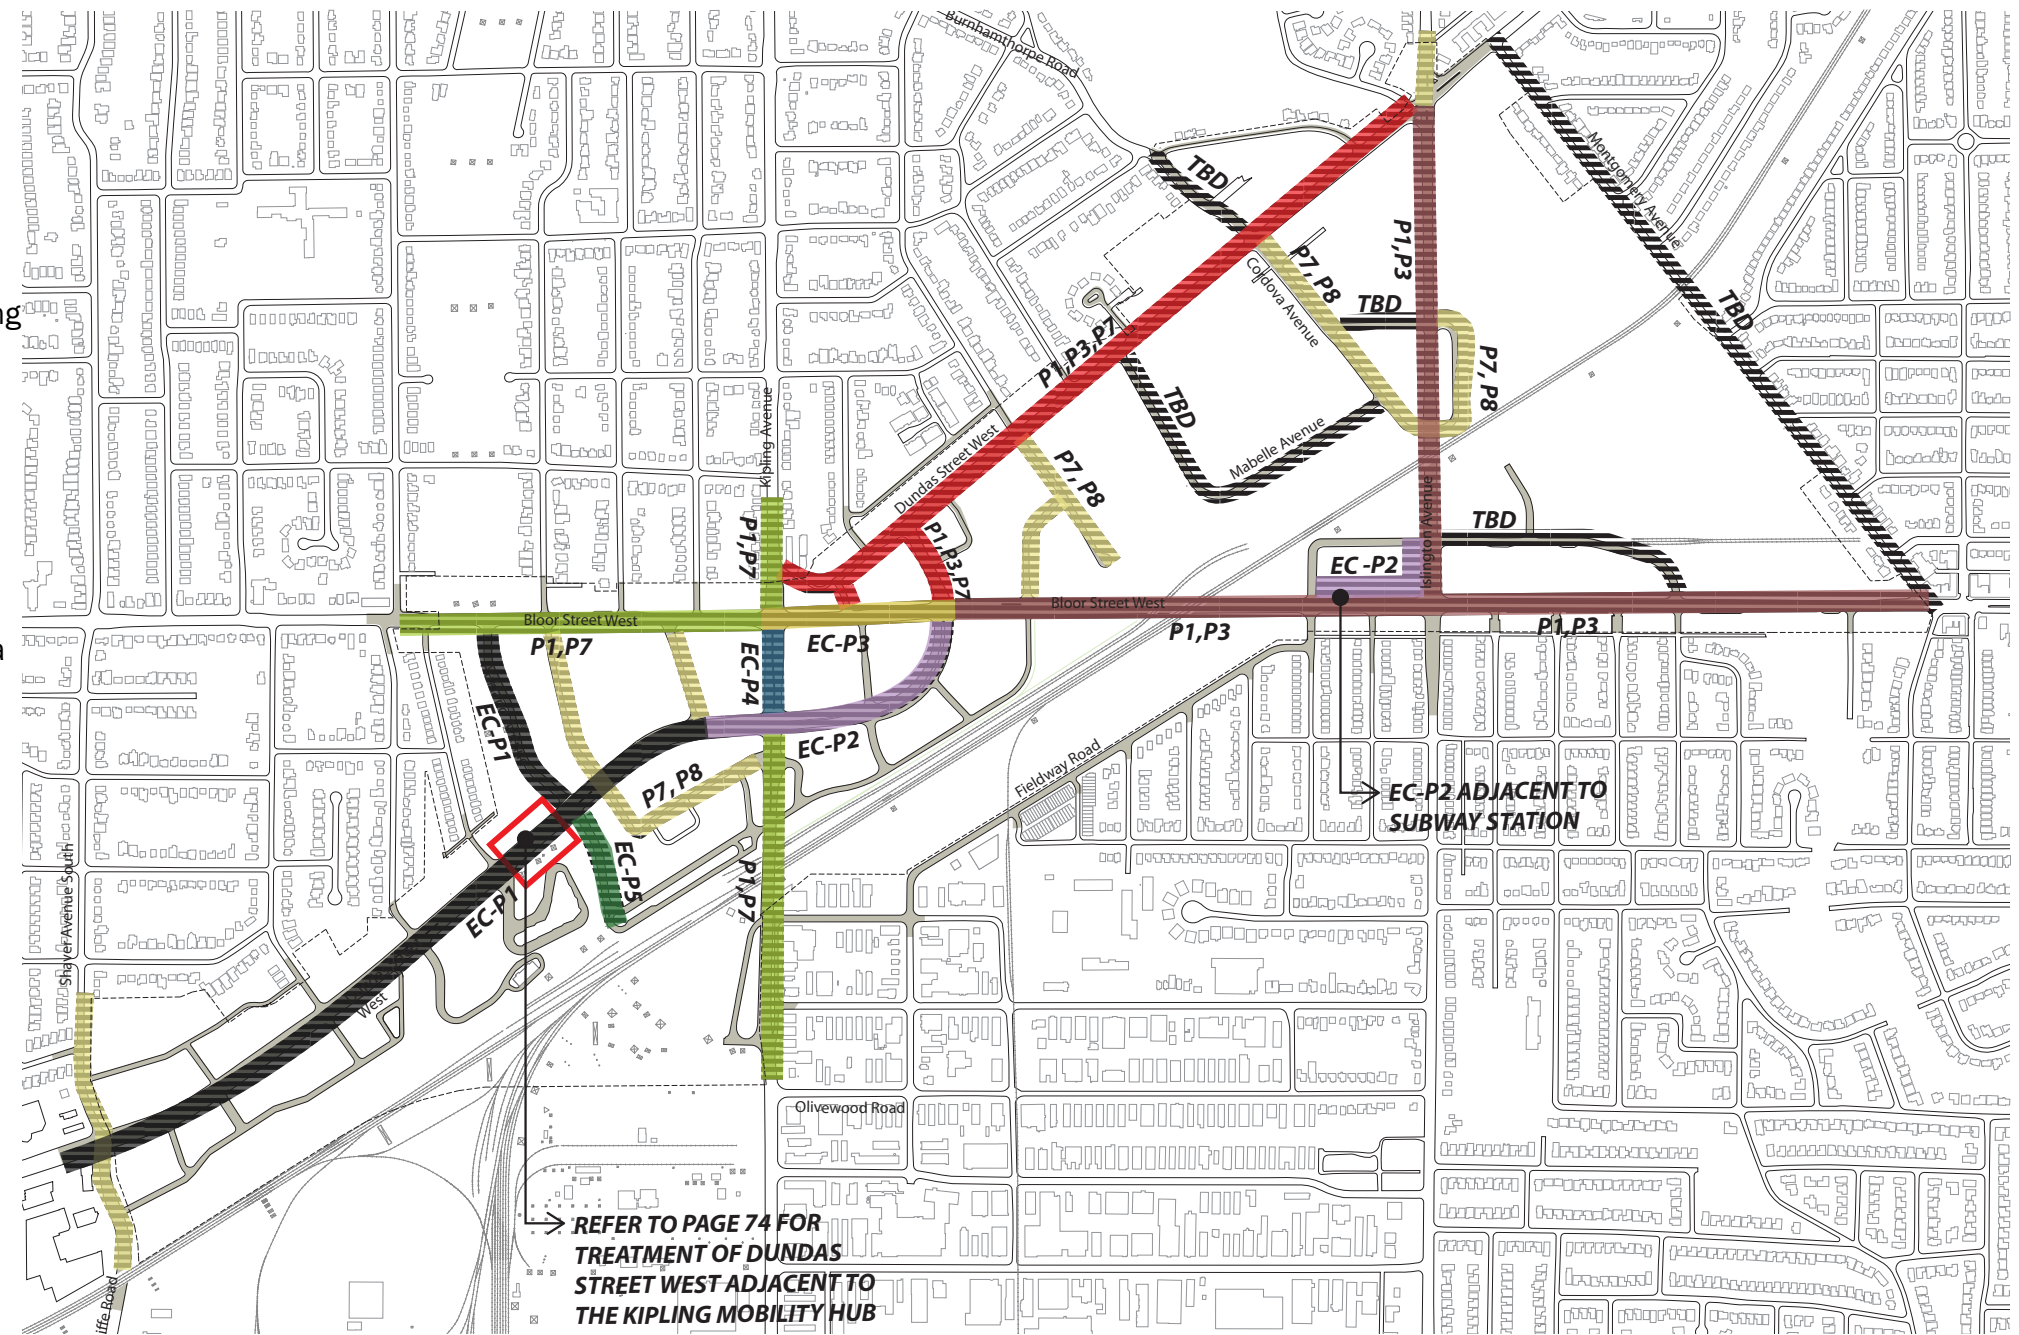 Burnhamthorpe Road
TBD
Montgomery Avenue
P7, P8
Cordova Avenue
P1,P3
TBD
TBD
P7, P8
P1,P3,P7
TBD
Mabelle Avenue
Kipling Avenue
Dundas Street West
P7, P8
P1,P7
P1,P3,P7
Islington Avenue
TBD
EC -P2
Bloor Street West
P1,P7
EC-P3
Bloor Street West
P1,P3
P1,P3
EC-P1
EC-P4
EC-P2
P7, P8
Fieldway Road
EC-P2 ADJACENT TO
SUBWAY STATION
EC-P5
P1,P7
EC-P1
Shaver Avenue South
West
Olivewood Road
REFER TO PAGE 74 FOR
TREATMENT OF DUNDAS
STREET WEST ADJACENT TO
THE KIPLING MOBILITY HUB
iffe Road
ng
a